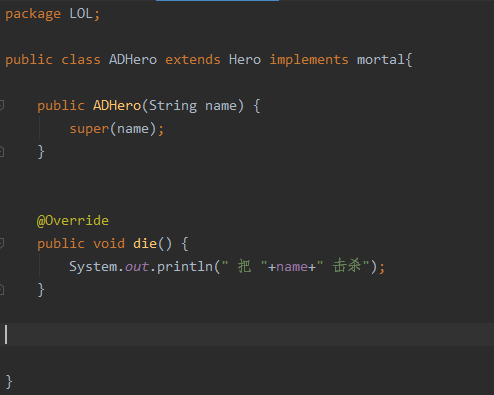 package LOL;
public class ADHero extends Hero implements mortal{
public ADHero(String name) {
super(name);
}
@Override
public void die() {
System.out.println(" 把 "+name+" 击杀");
}
}